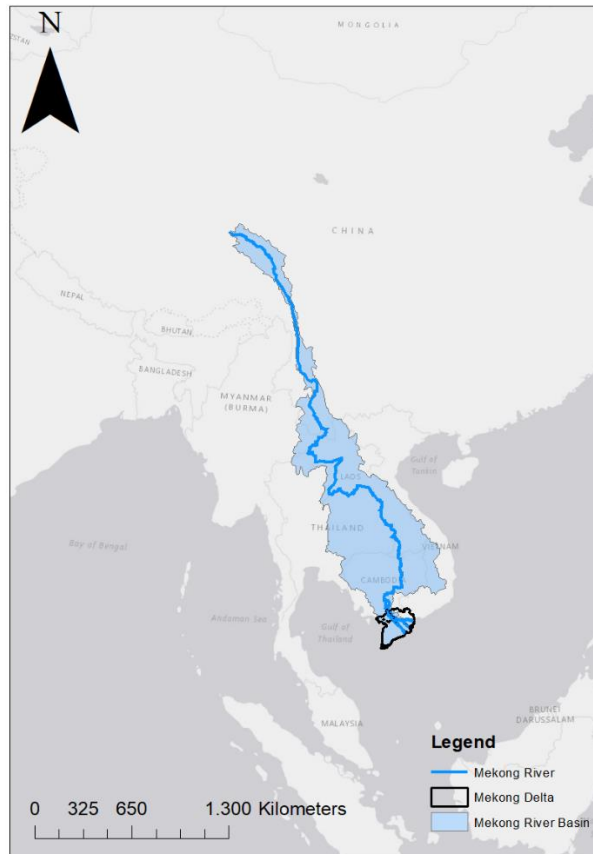 MONGOLIA
N
CHINA
NEPAL
BHUTAN
BANGLADESH
MYANMAR
(BURMA)
Gulf of
Tonkin
LAOS
THAILAND
VIETNAM
Bay of Bengal
CAMBODIA
Andaman Sea
Gulf of
Thailand
MALAYSIA
BRUNEI
DARUSSALAM
Legend
Mekong River
Mekong Delta
Mekong River Basin
0 325 650 1.300 Kilometers